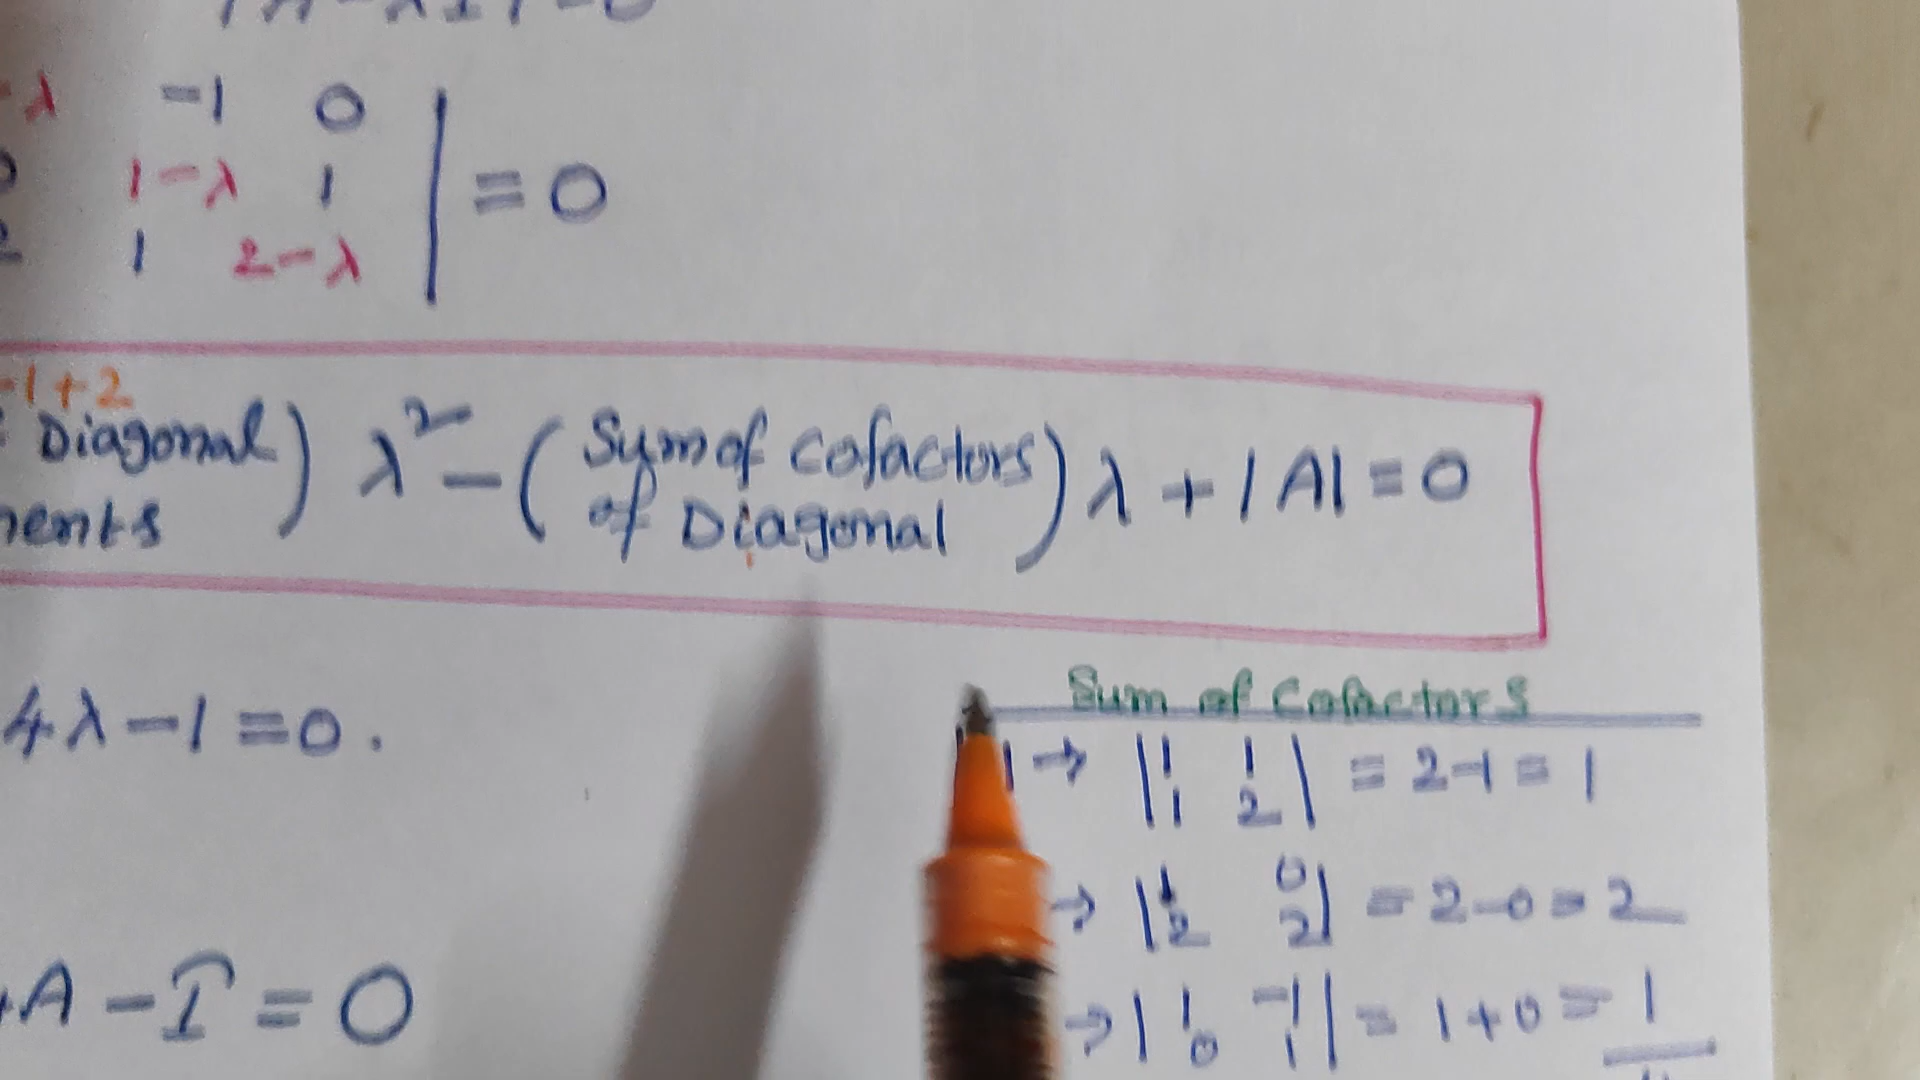 |A-λI|=0
-λ -1 0
1-λ 1 | = 0
1 2-λ
-1+2
Diagonal) λ² - (Sum of Cofactors of Diagonal) λ + |A| = 0
4λ-1=0.
Sum of Cofactors
1 → |1 1
1 2| = 2-1 = 1
→ |1 0
2 2| = 2-0 = 2
A - I = 0
→ |1 -1
0 1| = 1+0 = 1